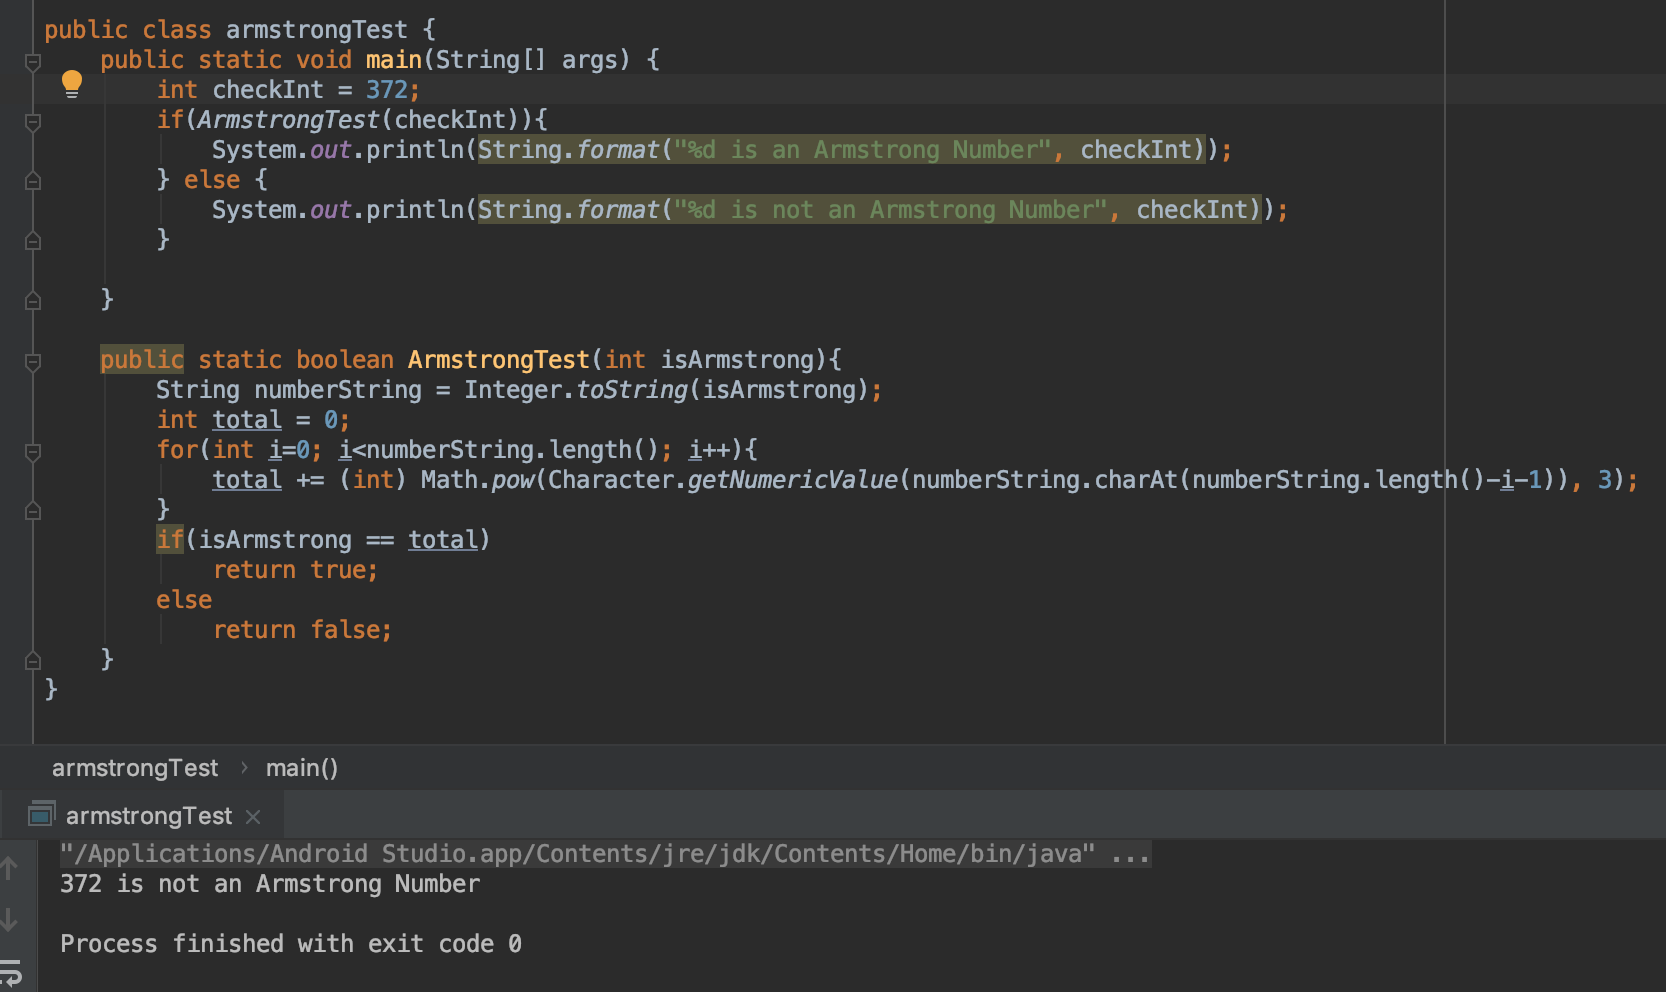 public class armstrongTest {
    public static void main(String[] args) {
        int checkInt = 372;
        if(ArmstrongTest(checkInt)){
            System.out.println(String.format("%d is an Armstrong Number", checkInt));
        } else {
            System.out.println(String.format("%d is not an Armstrong Number", checkInt));
        }
    }
    public static boolean ArmstrongTest(int isArmstrong){
        String numberString = Integer.toString(isArmstrong);
        int total = 0;
        for(int i=0; i<numberString.length(); i++){
            total += (int) Math.pow(Character.getNumericValue(numberString.charAt(numberString.length()-i-1)), 3);
        }
        if(isArmstrong == total)
            return true;
        else
            return false;
    }
}
armstrongTest › main()
armstrongTest ×
"/Applications/Android Studio.app/Contents/jre/jdk/Contents/Home/bin/java" ...
372 is not an Armstrong Number
Process finished with exit code 0